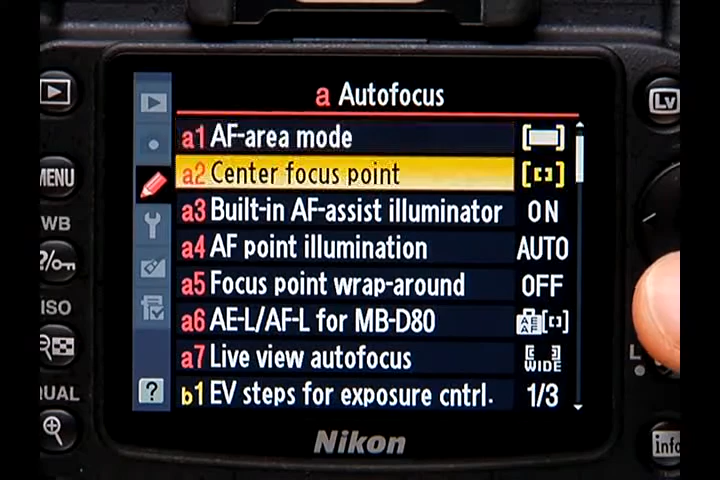 a Autofocus
a1 AF-area mode
a2 Center focus point
a3 Built-in AF-assist illuminator ON
a4 AF point illumination AUTO
a5 Focus point wrap-around OFF
a6 AE-L/AF-L for MB-D80 AE AF
a7 Live view autofocus WIDE
b1 EV steps for exposure cntrl. 1/3
?
Nikon
MENU
WB
?/
ISO
QUAL
Lv
L
info